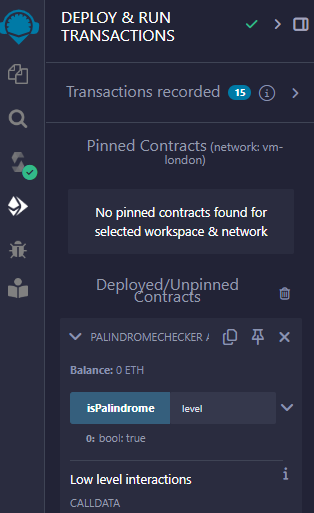 DEPLOY & RUN
TRANSACTIONS
Transactions recorded 15 i
Pinned Contracts (network: vm-
london)
No pinned contracts found for
selected workspace & network
Deployed/Unpinned
Contracts
PALINDROMECHECKER A
Balance: 0 ETH
isPalindrome level
0: bool: true
Low level interactions i
CALLDATA